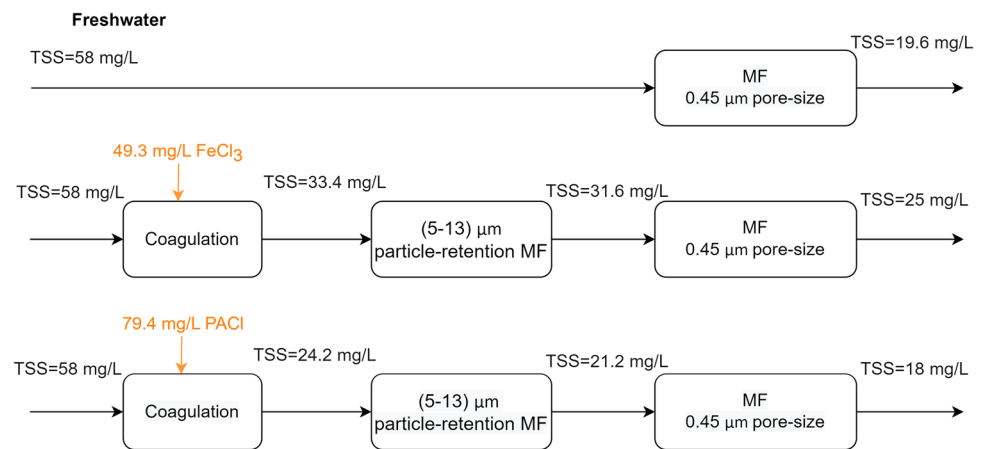 Freshwater
TSS=58 mg/L
TSS=19.6 mg/L
MF
0.45 µm pore-size
49.3 mg/L FeCl₃
TSS=58 mg/L
TSS=33.4 mg/L
TSS=31.6 mg/L
TSS=25 mg/L
Coagulation
(5-13) µm
particle-retention MF
MF
0.45 µm pore-size
79.4 mg/L PACl
TSS=58 mg/L
TSS=24.2 mg/L
TSS=21.2 mg/L
TSS=18 mg/L
Coagulation
(5-13) µm
particle-retention MF
MF
0.45 µm pore-size